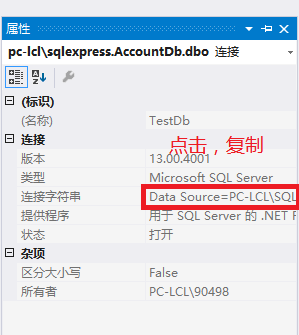 属性
pc-lcl\sqlexpress.AccountDb.dbo 连接
(标识)
(名称) TestDb
连接
点击，复制
版本 13.00.4001
类型 Microsoft SQL Server
连接字符串 Data Source=PC-LCL\SQL
提供程序 用于 SQL Server 的 .NET F
状态 打开
杂项
区分大小写 False
所有者 PC-LCL\90498